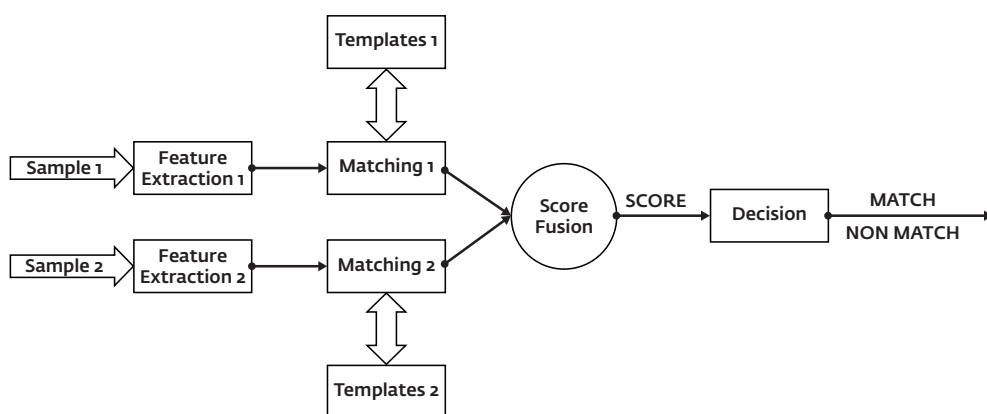 Templates 1
Sample 1
Feature
Extraction 1
Matching 1
Score
Fusion
SCORE
Decision
MATCH
NON MATCH
Sample 2
Feature
Extraction 2
Matching 2
Templates 2